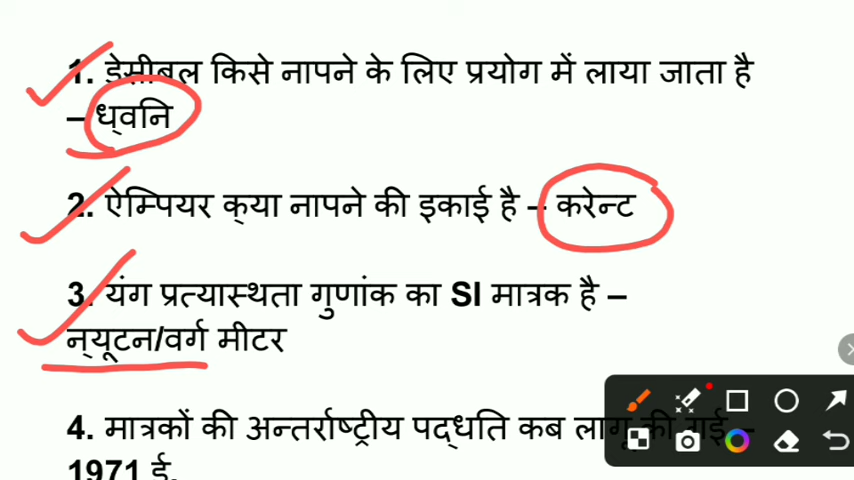 1. डेसीबल किसे नापने के लिए प्रयोग में लाया जाता है
– ध्वनि
2. ऐम्पियर क्या नापने की इकाई है – करेन्ट
3. यंग प्रत्यास्थता गुणांक का SI मात्रक है –
न्यूटन/वर्ग मीटर
4. मात्रकों की अन्तर्राष्ट्रीय पद्धति कब लागू की गई –
1971 ई.